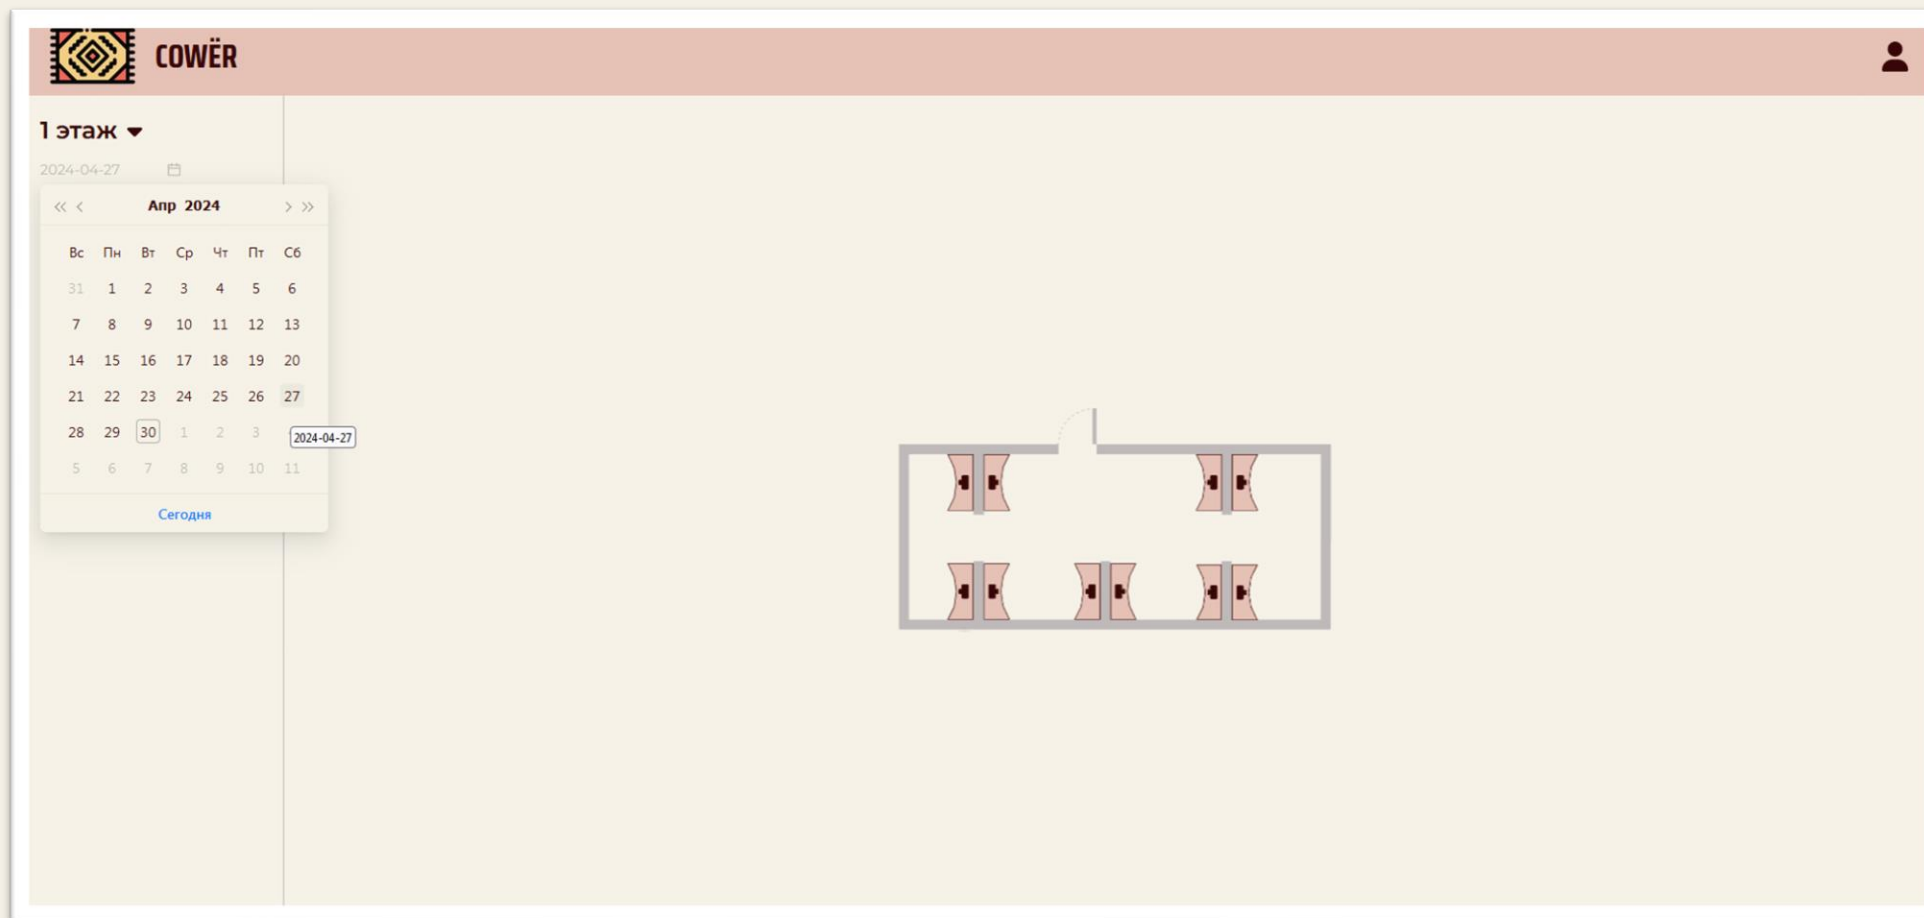 COWËR
1 этаж
2024-04-27
Апр 2024
Вс Пн Вт Ср Чт Пт Сб
31 1 2 3 4 5 6
7 8 9 10 11 12 13
14 15 16 17 18 19 20
21 22 23 24 25 26 27
28 29 30 1 2 3
2024-04-27
5 6 7 8 9 10 11
Сегодня